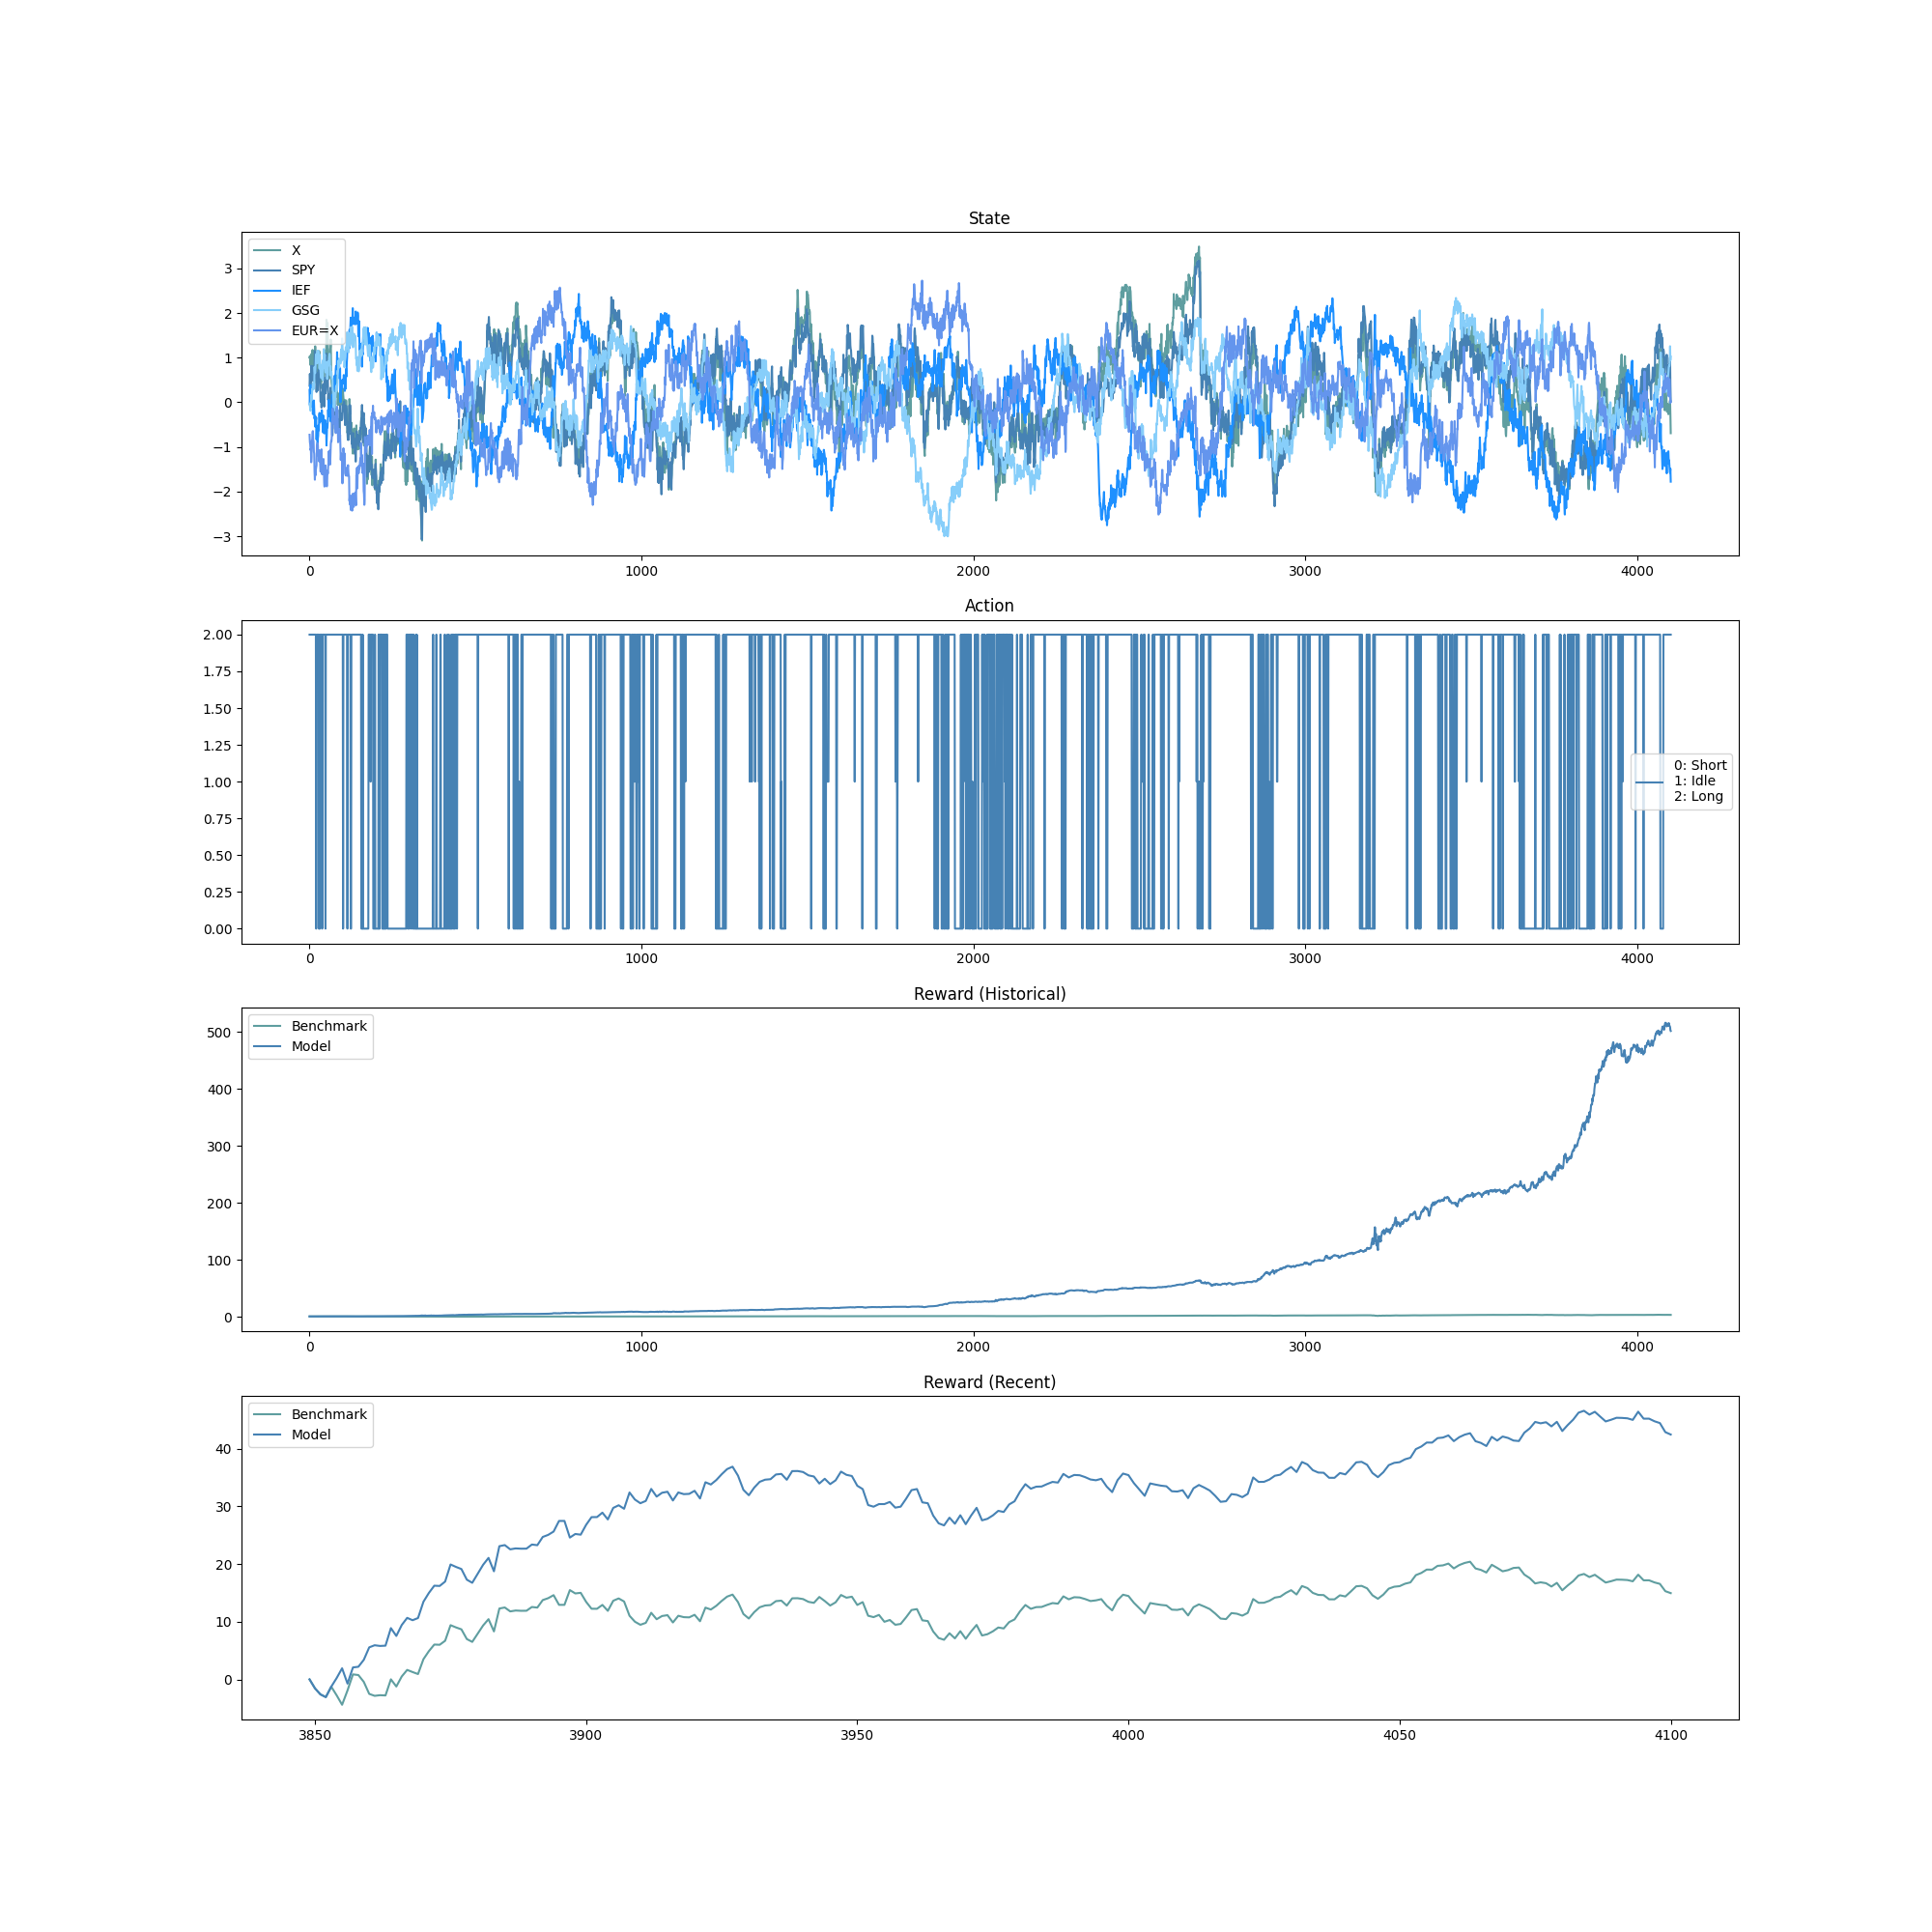 State
X
SPY
IEF
GSG
EUR=X
3
2
1
0
−1
−2
−3
0 1000 2000 3000 4000
Action
2.00
1.75
1.50
1.25
1.00
0.75
0.50
0.25
0.00
0: Short
1: Idle
2: Long
0 1000 2000 3000 4000
Reward (Historical)
Benchmark
Model
500
400
300
200
100
0
0 1000 2000 3000 4000
Reward (Recent)
Benchmark
Model
40
30
20
10
0
3850 3900 3950 4000 4050 4100